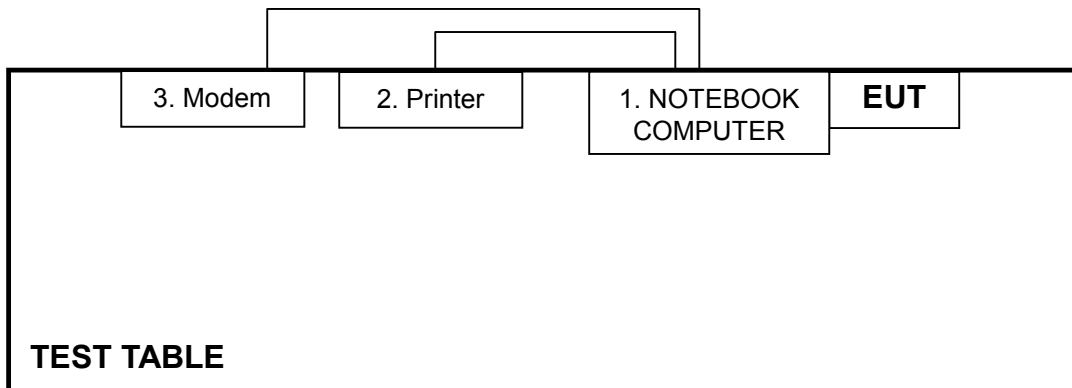 3. Modem
2. Printer
1. NOTEBOOK
COMPUTER
EUT
TEST TABLE